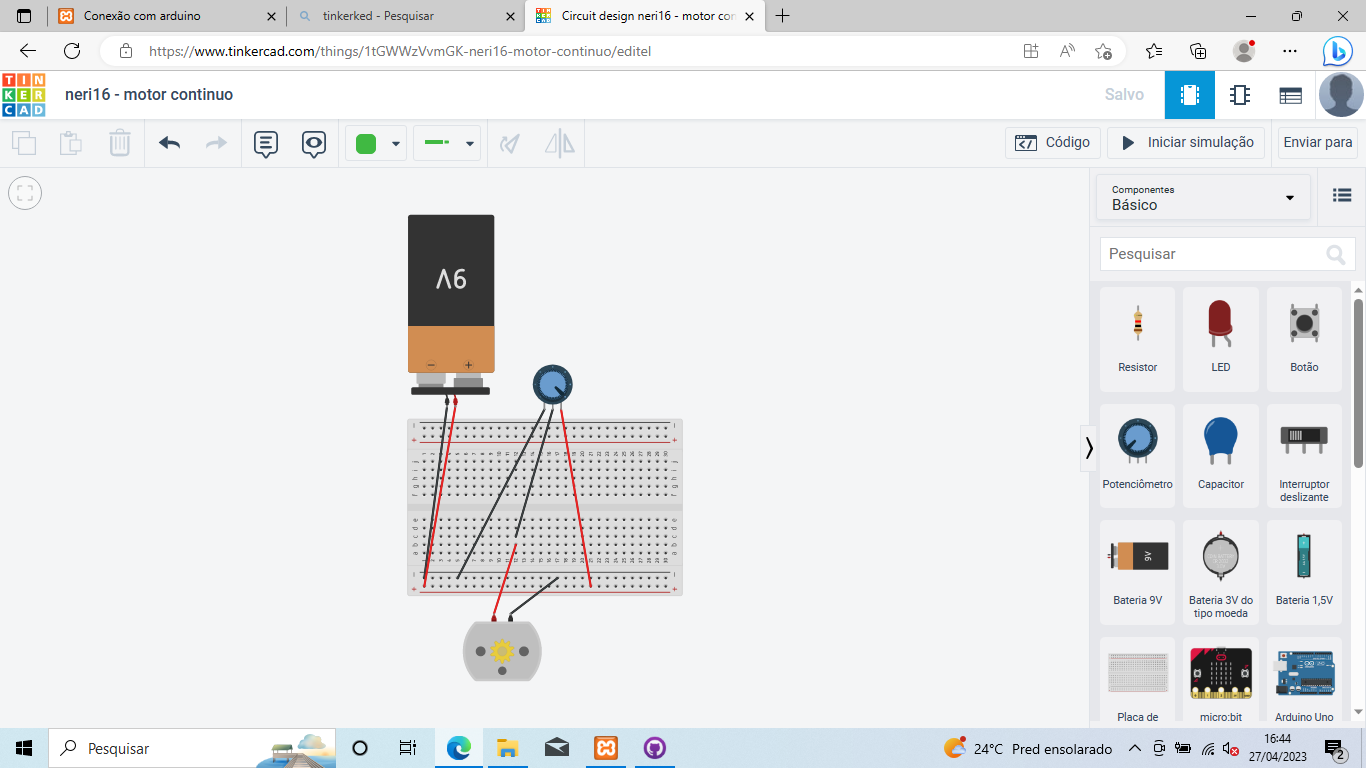 Conexão com arduino
tinkerked - Pesquisar
Circuit design neri16 - motor con
https://www.tinkercad.com/things/1tGWWzVvmGK-neri16-motor-continuo/editel
TIN
KER
CAD
neri16 - motor continuo
Salvo
Código
Iniciar simulação
Enviar para
Componentes
Básico
Pesquisar
9V
Resistor
LED
Botão
Potenciômetro
Capacitor
Interruptor
deslizante
9V
Bateria 9V
Bateria 3V do
tipo moeda
Bateria 1,5V
Placa de
micro:bit
Arduino Uno
Pesquisar
24°C Pred ensolarado
16:44
27/04/2023
2